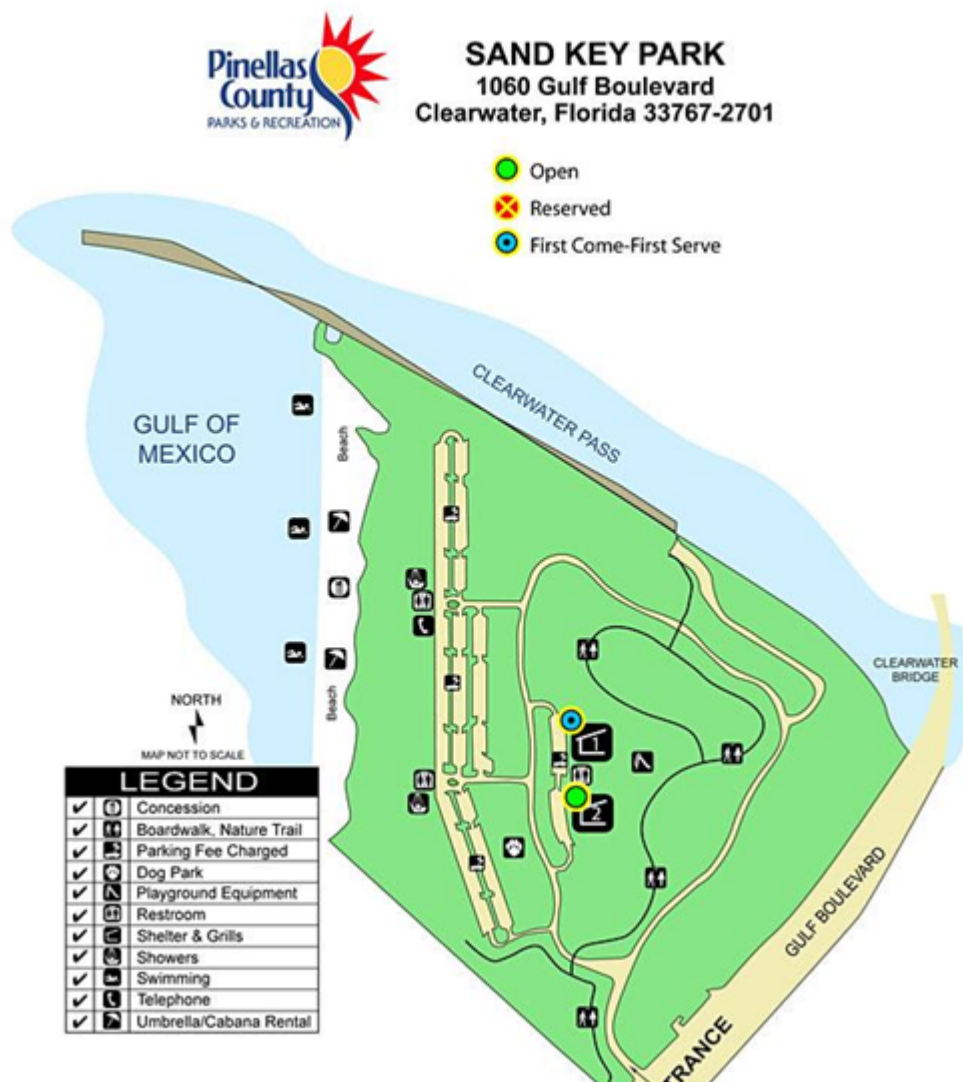 Pinellas
County
PARKS & RECREATION
SAND KEY PARK
1060 Gulf Boulevard
Clearwater, Florida 33767-2701
Open
Reserved
First Come-First Serve
CLEARWATER PASS
GULF OF
MEXICO
Beach
CLEARWATER
BRIDGE
Beach
NORTH
MAP NOT TO SCALE
1
2
GULF BOULEVARD
TRANCE
LEGEND
Concession
Boardwalk, Nature Trail
Parking Fee Charged
Dog Park
Playground Equipment
Restroom
Shelter & Grills
Showers
Swimming
Telephone
Umbrella/Cabana Rental